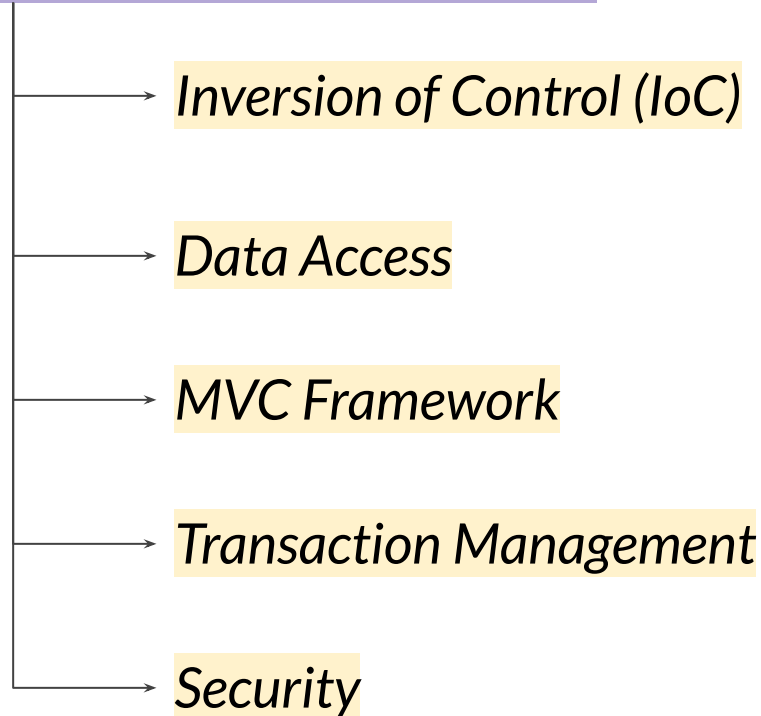 Inversion of Control (IoC)
Data Access
MVC Framework
Transaction Management
Security